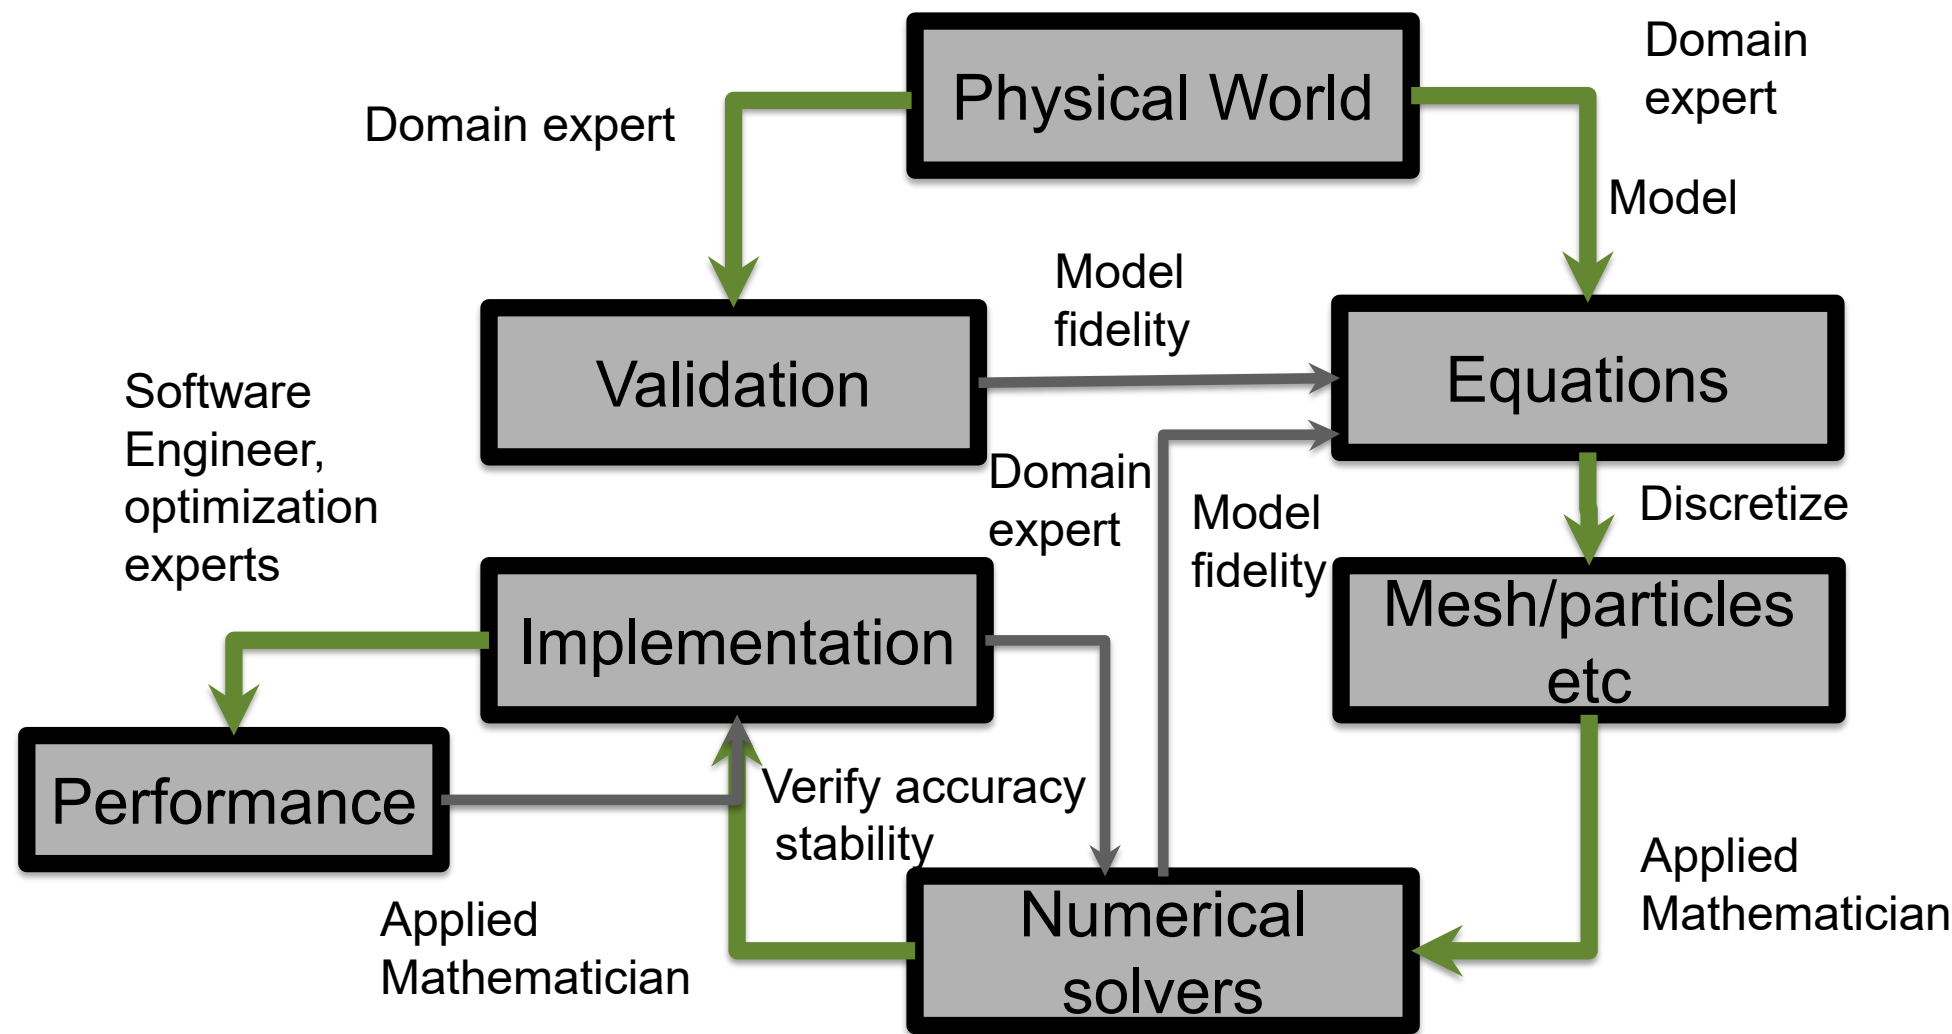 Physical World
Domain
expert
Domain expert
Model
Model
fidelity
Validation
Equations
Software
Engineer,
optimization
experts
Domain
expert
Model
fidelity
Discretize
Implementation
Mesh/particles
etc
Performance
Verify accuracy
stability
Applied
Mathematician
Applied
Mathematician
Numerical
solvers